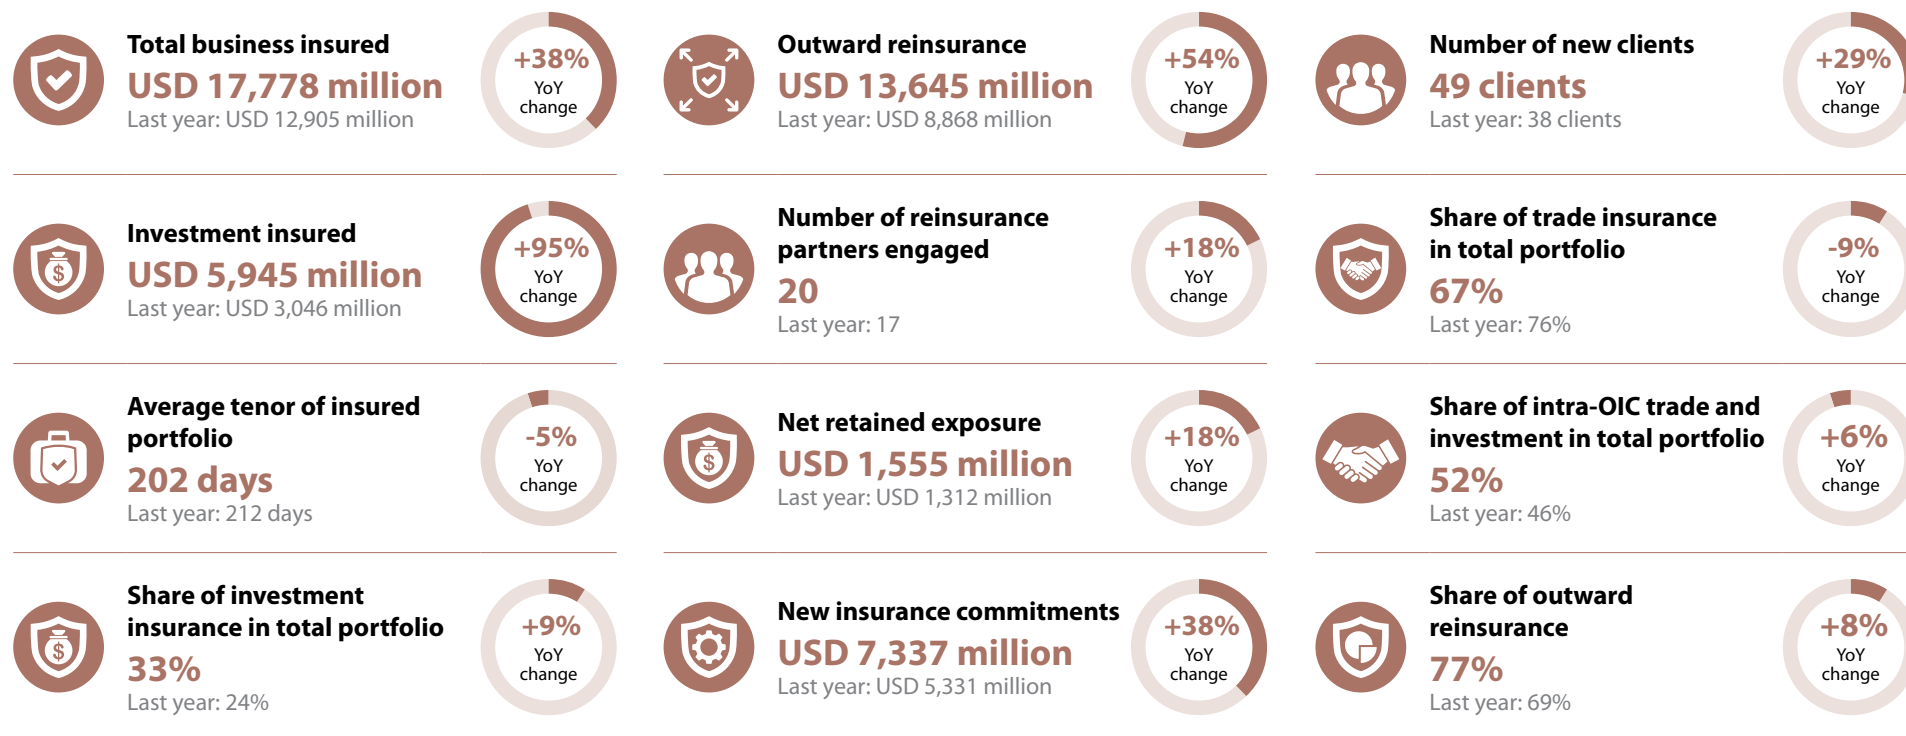 Total business insured
USD 17,778 million
Last year: USD 12,905 million
+38%
YoY
change
Outward reinsurance
USD 13,645 million
Last year: USD 8,868 million
+54%
YoY
change
Number of new clients
49 clients
Last year: 38 clients
+29%
YoY
change
Investment insured
USD 5,945 million
Last year: USD 3,046 million
+95%
YoY
change
Number of reinsurance
partners engaged
20
Last year: 17
+18%
YoY
change
Share of trade insurance
in total portfolio
67%
Last year: 76%
-9%
YoY
change
Average tenor of insured
portfolio
202 days
Last year: 212 days
-5%
YoY
change
Net retained exposure
USD 1,555 million
Last year: USD 1,312 million
+18%
YoY
change
Share of intra-OIC trade and
investment in total portfolio
52%
Last year: 46%
+6%
YoY
change
Share of investment
insurance in total portfolio
33%
Last year: 24%
+9%
YoY
change
New insurance commitments
USD 7,337 million
Last year: USD 5,331 million
+38%
YoY
change
Share of outward
reinsurance
77%
Last year: 69%
+8%
YoY
change